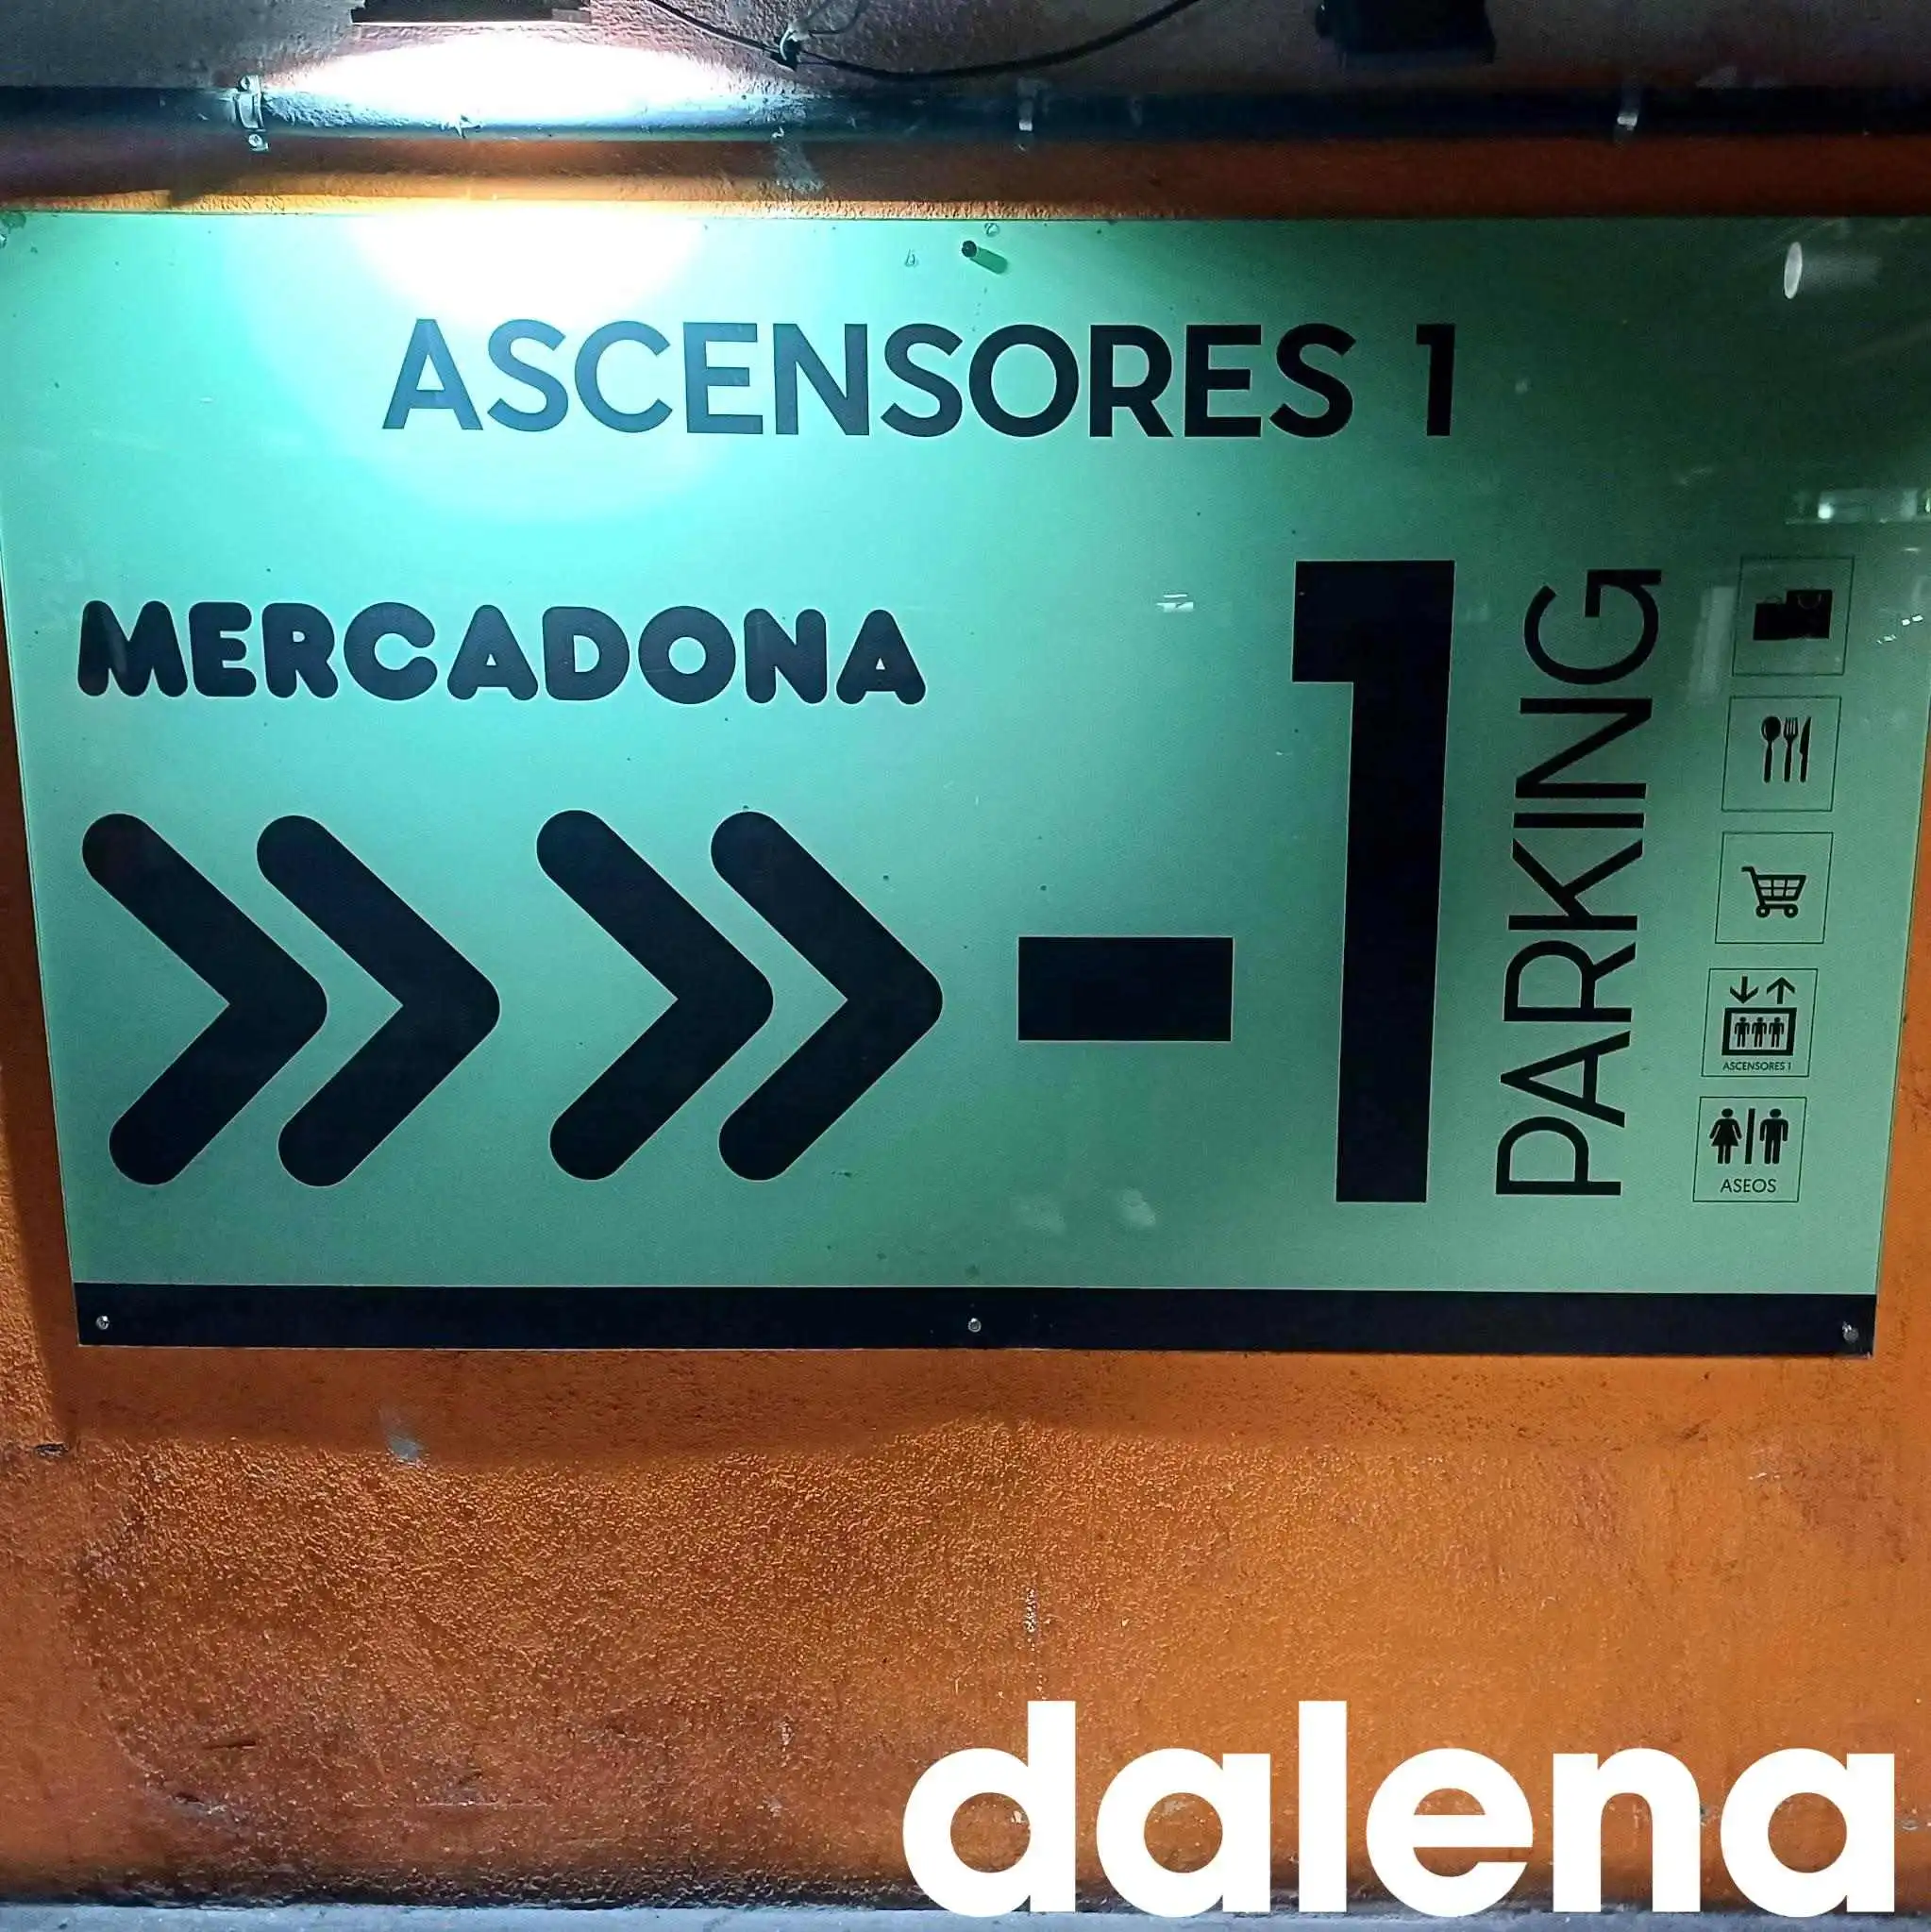 ASCENSORES 1
MERCADONA
-1
PARKING
ASCENSORES 1
ASEOS
dalena